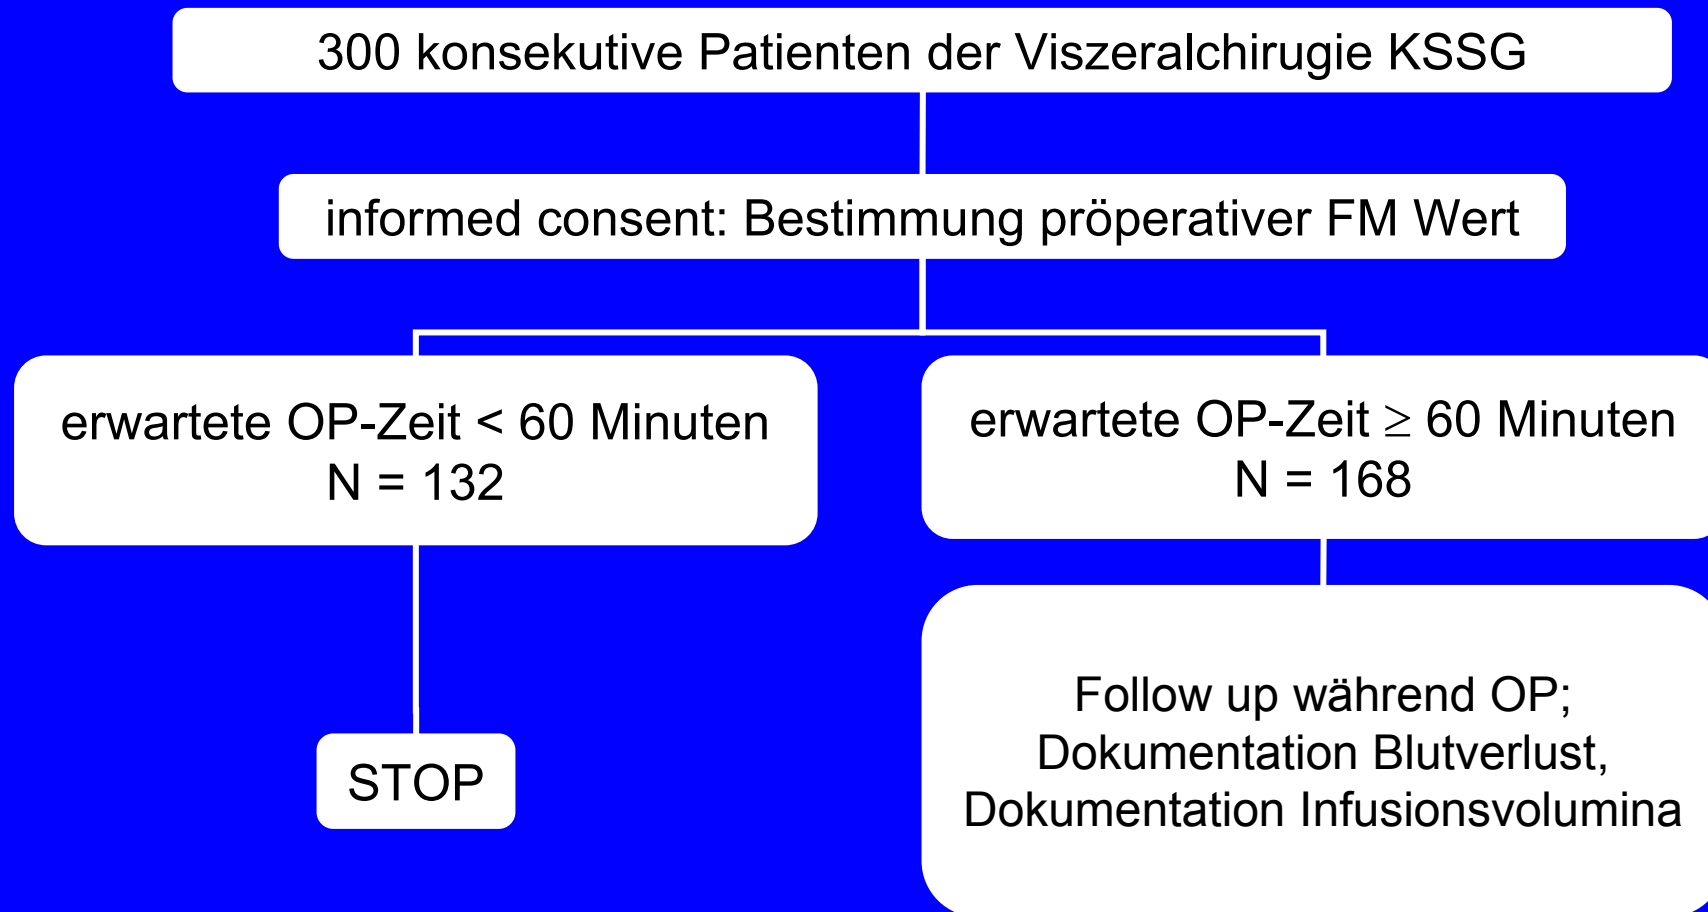 300 konsekutive Patienten der Viszeralchirugie KSSG
informed consent: Bestimmung pröperativer FM Wert
erwartete OP-Zeit < 60 Minuten
N = 132
erwartete OP-Zeit ≥ 60 Minuten
N = 168
STOP
Follow up während OP;
Dokumentation Blutverlust,
Dokumentation Infusionsvolumina